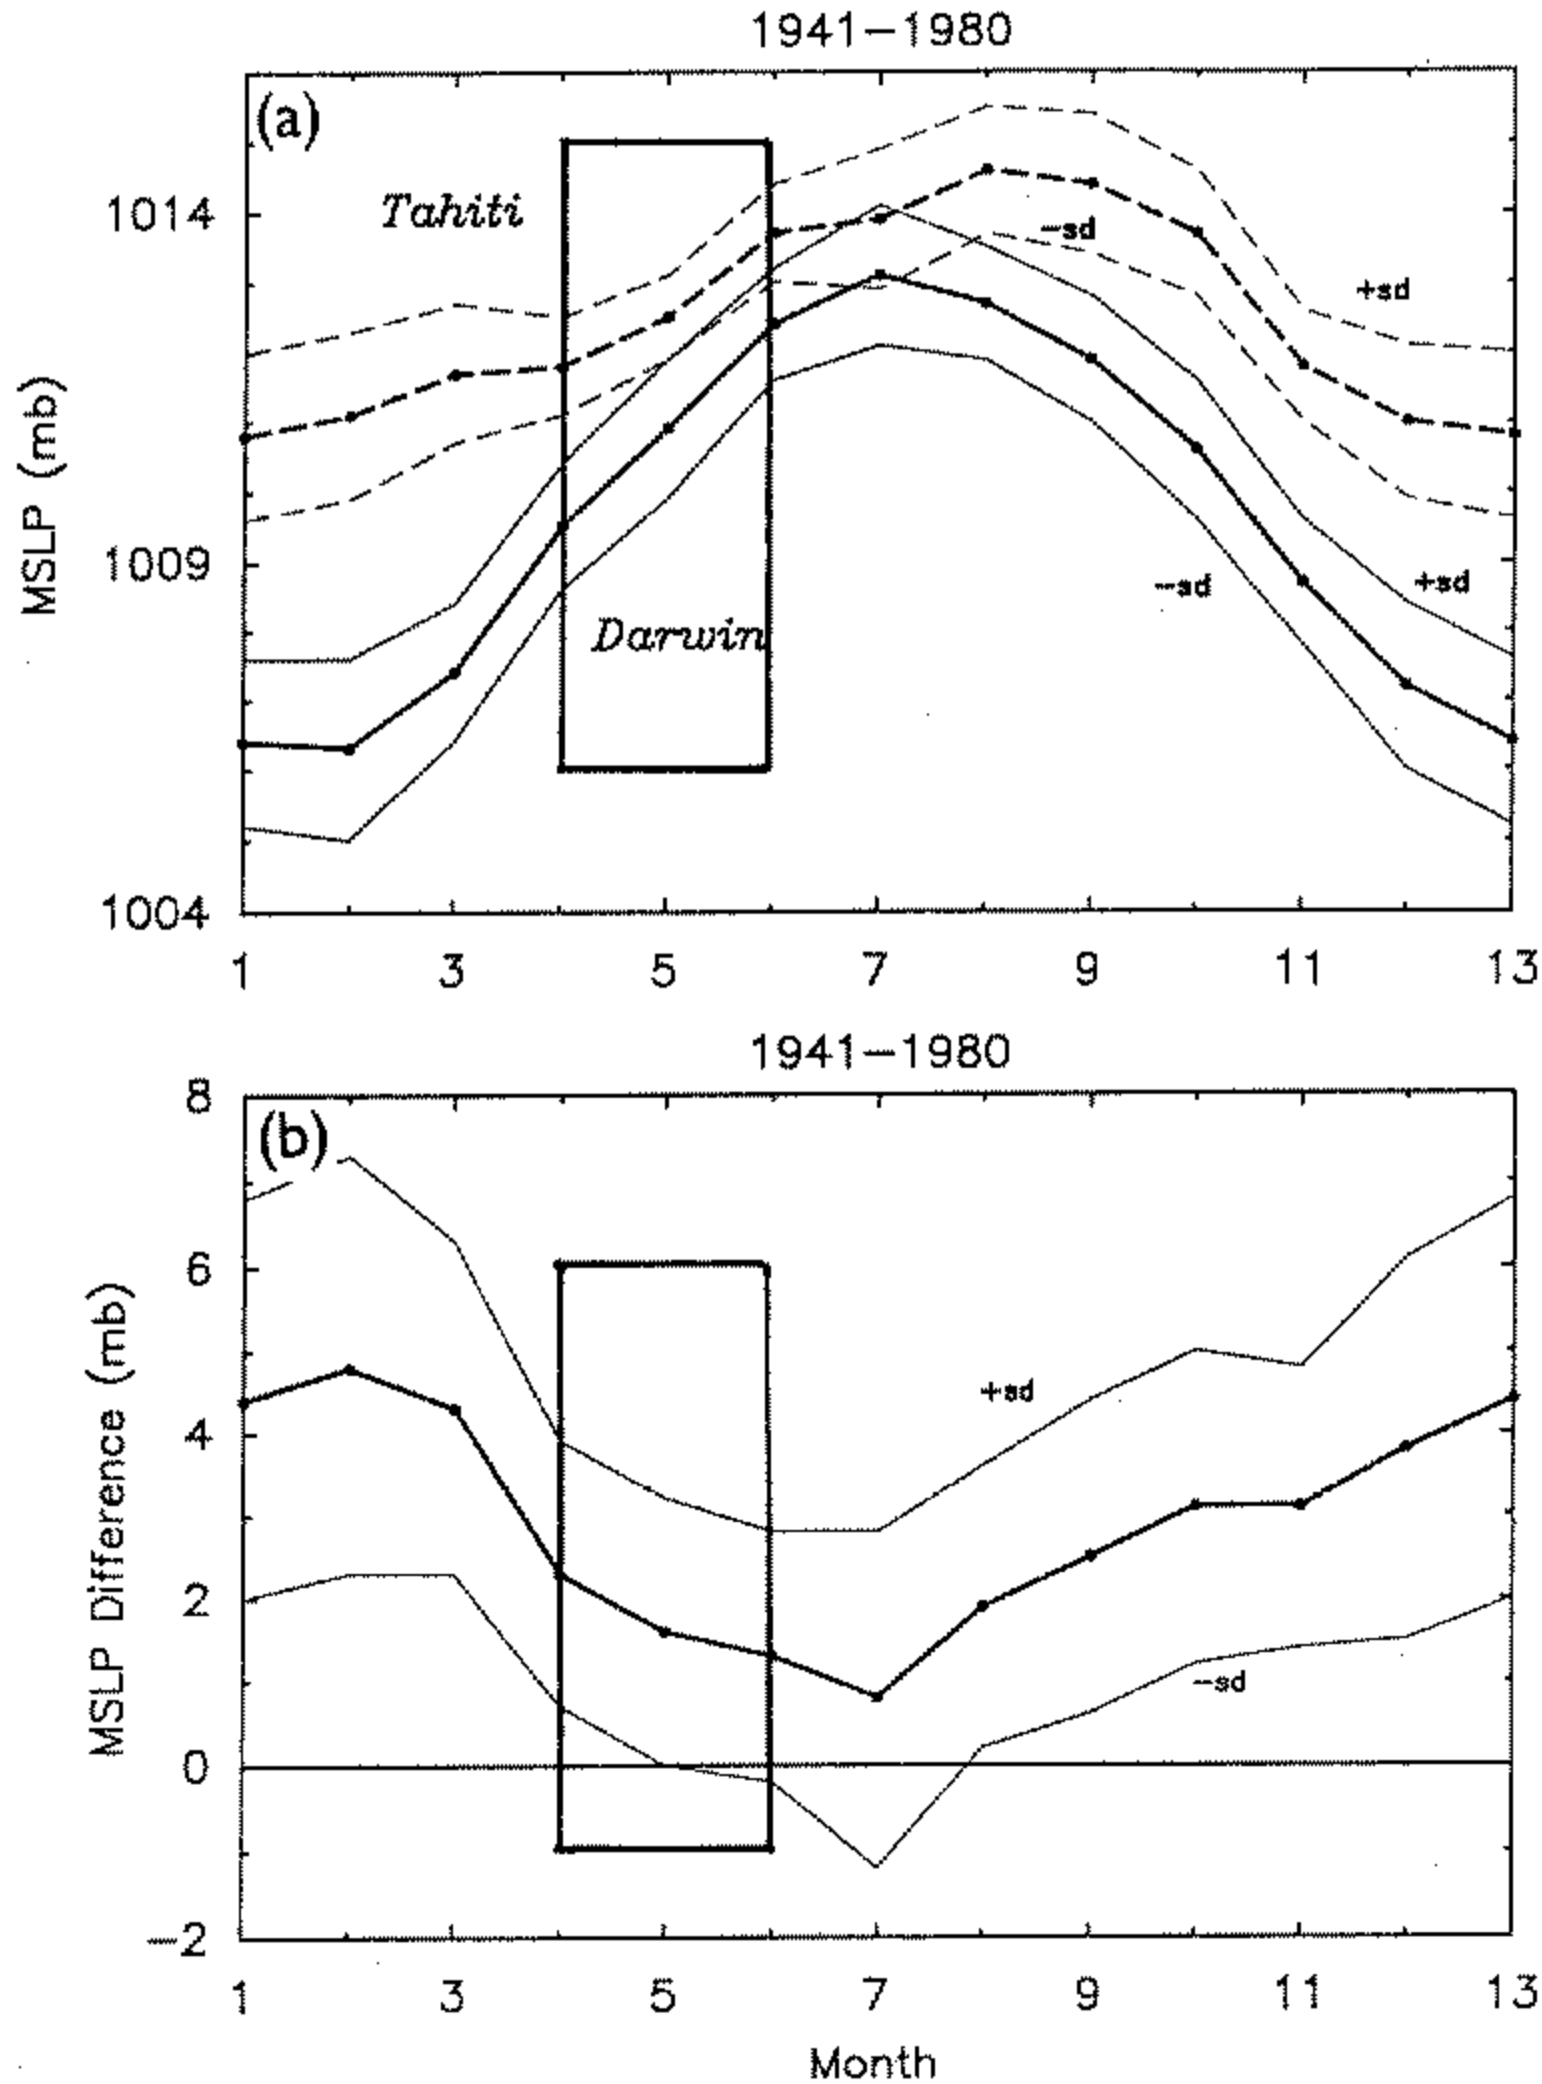 1941-1980
(a)
Tahiti
1014
-sd
+sd
MSLP (mb)
1009
-sd
+sd
Darwin
1004
1 3 5 7 9 11 13
1941-1980
8
(b)
6
+sd
4
MSLP Difference (mb)
2
-sd
0
-2
1 3 5 7 9 11 13
Month